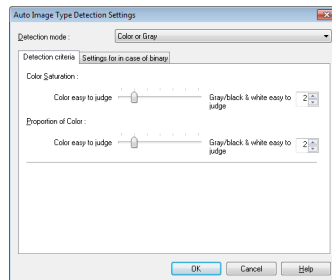 Auto Image Type Detection Settings
Detection mode : Color or Gray
Detection criteria Settings for in case of binary
Color Saturation :
Color easy to judge Gray/black & white easy to judge 2
Proportion of Color :
Color easy to judge Gray/black & white easy to judge 2
OK Cancel Help